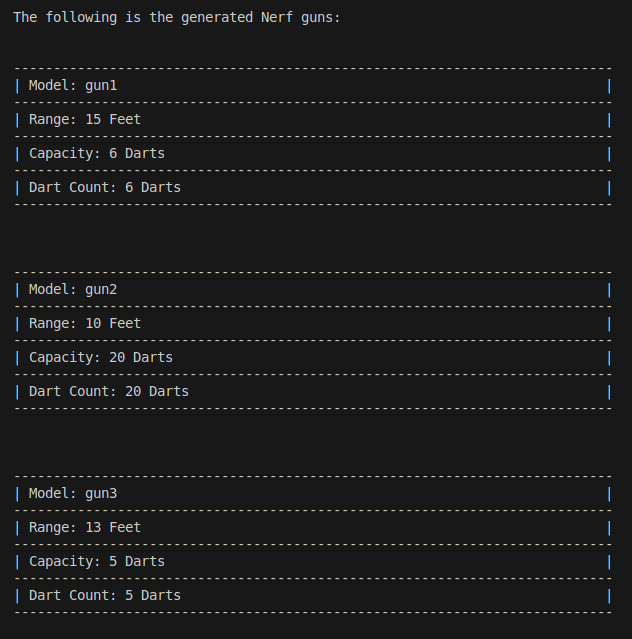 The following is the generated Nerf guns:
---------------------------------------------------------------------------
| Model: gun1                                                             |
---------------------------------------------------------------------------
| Range: 15 Feet                                                          |
---------------------------------------------------------------------------
| Capacity: 6 Darts                                                       |
---------------------------------------------------------------------------
| Dart Count: 6 Darts                                                     |
---------------------------------------------------------------------------
---------------------------------------------------------------------------
| Model: gun2                                                             |
---------------------------------------------------------------------------
| Range: 10 Feet                                                          |
---------------------------------------------------------------------------
| Capacity: 20 Darts                                                      |
---------------------------------------------------------------------------
| Dart Count: 20 Darts                                                    |
---------------------------------------------------------------------------
---------------------------------------------------------------------------
| Model: gun3                                                             |
---------------------------------------------------------------------------
| Range: 13 Feet                                                          |
---------------------------------------------------------------------------
| Capacity: 5 Darts                                                       |
---------------------------------------------------------------------------
| Dart Count: 5 Darts                                                     |
---------------------------------------------------------------------------